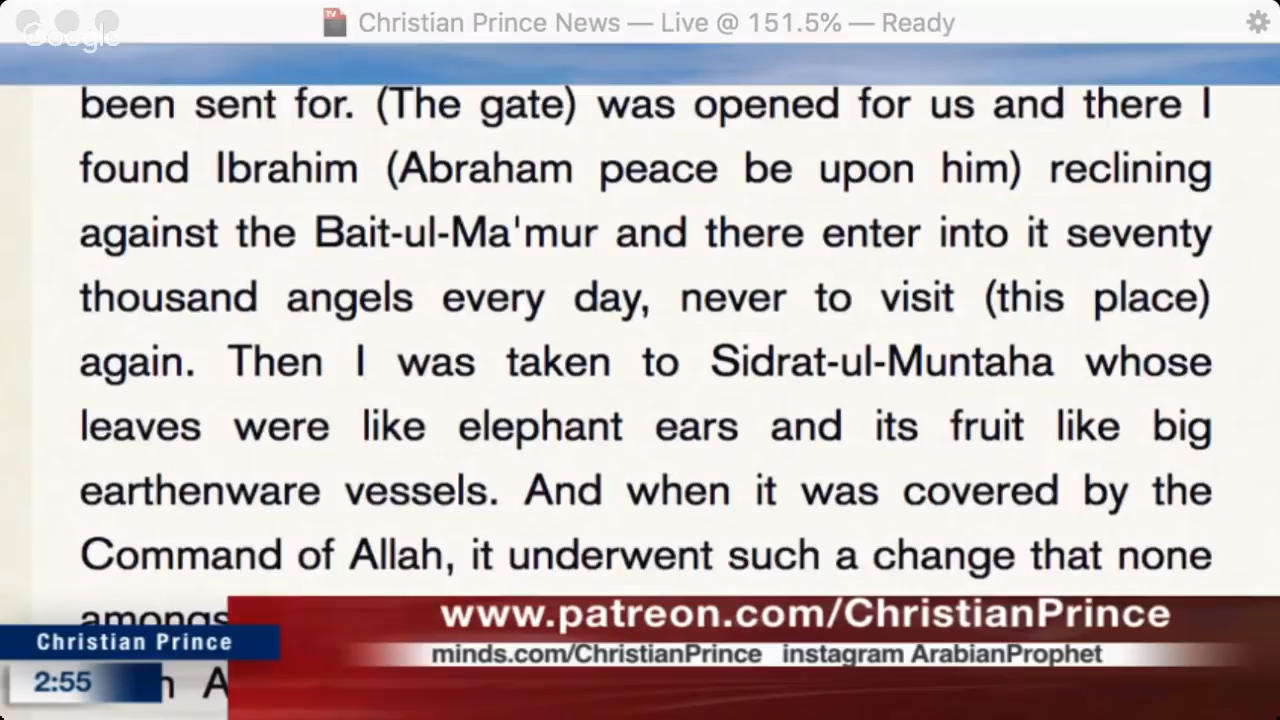 Christian Prince News — Live @ 151.5% — Ready
Google
been sent for. (The gate) was opened for us and there I
found Ibrahim (Abraham peace be upon him) reclining
against the Bait-ul-Ma'mur and there enter into it seventy
thousand angels every day, never to visit (this place)
again. Then I was taken to Sidrat-ul-Muntaha whose
leaves were like elephant ears and its fruit like big
earthenware vessels. And when it was covered by the
Command of Allah, it underwent such a change that none
www.patreon.com/ChristianPrince
Christian Prince
minds.com/ChristianPrince instagram ArabianProphet
2:55